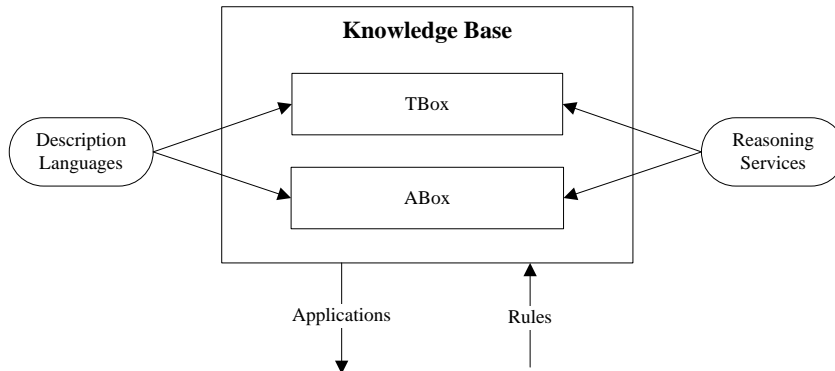 Knowledge Base
TBox
Description
Languages
Reasoning
Services
ABox
Applications
Rules